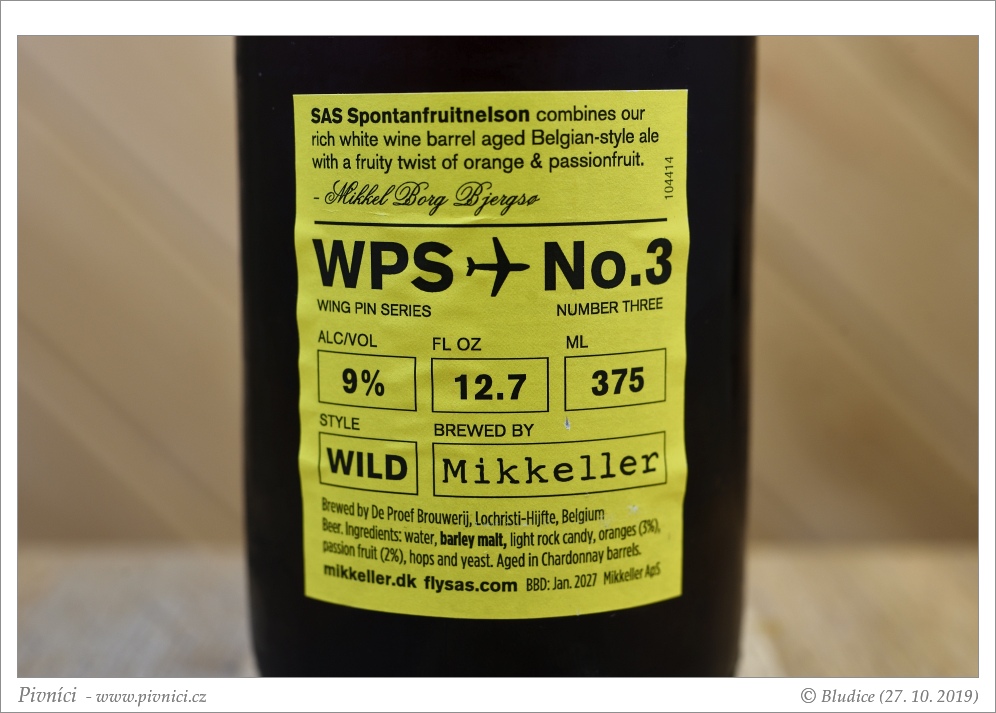 SAS Spontanfruitnelson combines our
rich white wine barrel aged Belgian-style ale
with a fruity twist of orange & passionfruit.
- Mikkel Borg Bjergsø
104414
WPS No.3
WING PIN SERIES NUMBER THREE
ALC/VOL FL OZ ML
9% 12.7 375
STYLE BREWED BY
WILD Mikkeller
Brewed by De Proef Brouwerij, Lochristi-Hijfte, Belgium
Beer. Ingredients: water, barley malt, light rock candy, oranges (3%),
passion fruit (2%), hops and yeast. Aged in Chardonnay barrels.
mikkeller.dk flysas.com BBD: Jan. 2027 Mikkeller ApS
Pivníci - www.pivnici.cz © Bludice (27. 10. 2019)